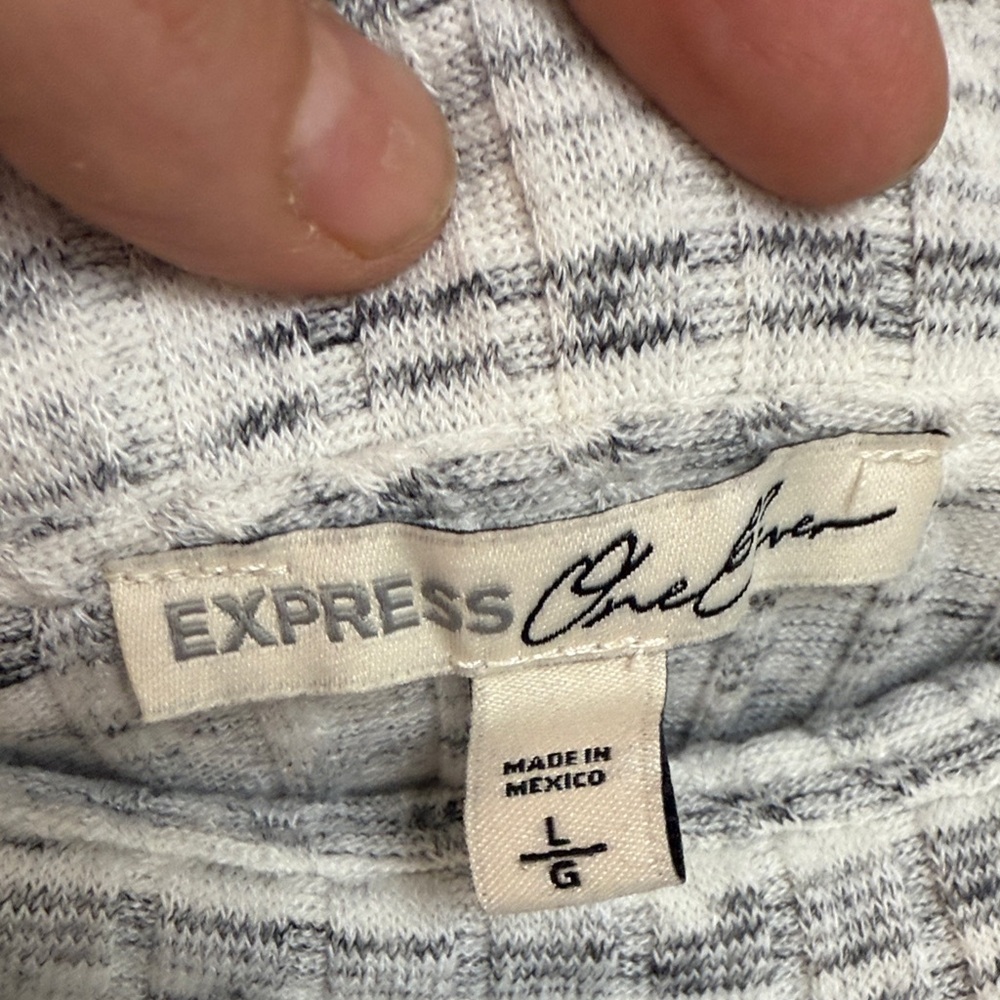 EXPRESS One Eleven
MADE IN
MEXICO
L
G